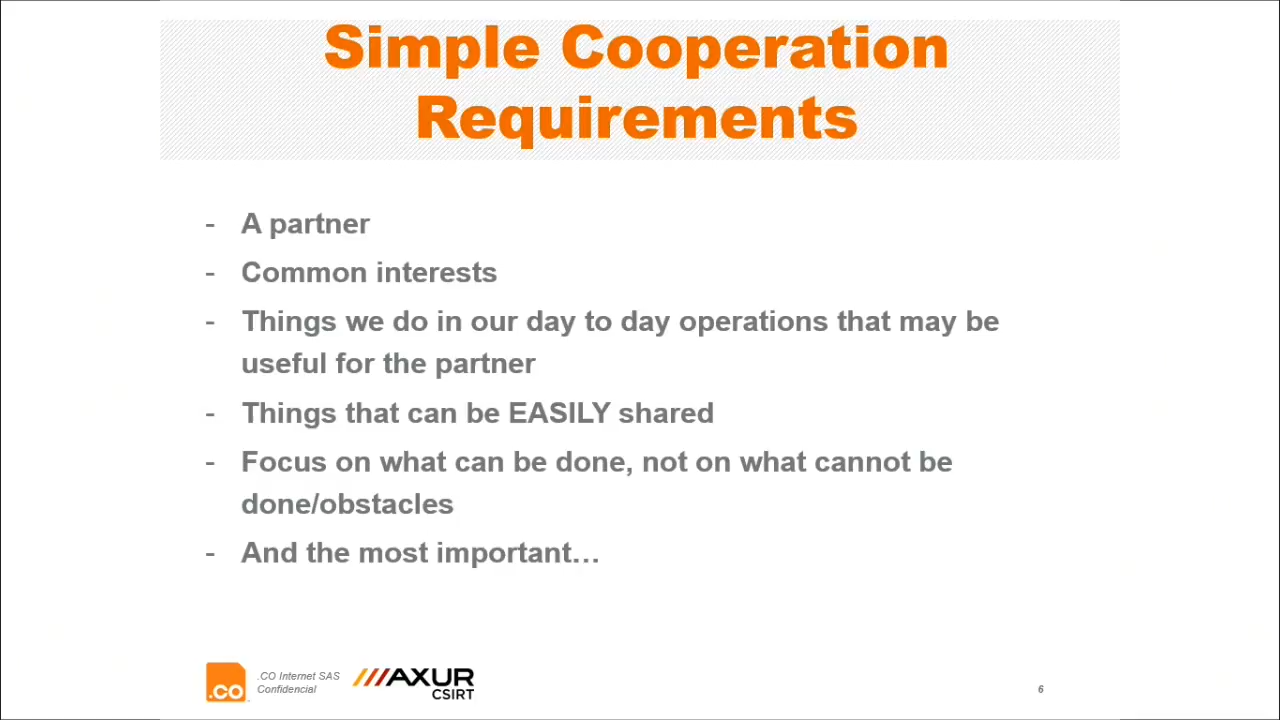 Simple Cooperation
Requirements
- A partner
- Common interests
- Things we do in our day to day operations that may be
useful for the partner
- Things that can be EASILY shared
- Focus on what can be done, not on what cannot be
done/obstacles
- And the most important…
.CO
.CO Internet SAS
Confidencial
AXUR
CSIRT
6